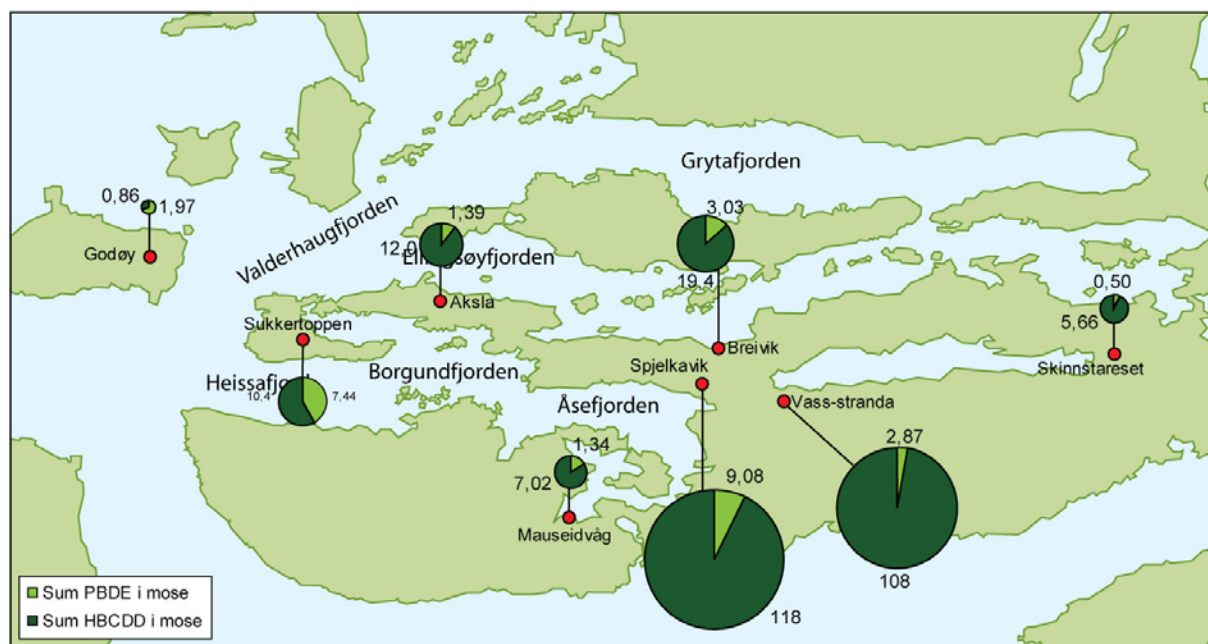 Grytafjorden
0,86
1,97
Godøy
Valderhaugfjorden
1,39
12,0
Aksla
3,03
19,4
Breivik
0,50
5,66
Skinnstareset
Sukkertoppen
10,4
7,44
Borgundfjorden
Spjelkavik
Vass-stranda
Åsefjorden
1,34
7,02
Mauseidvåg
9,08
118
2,87
108
Sum PBDE i mose
Sum HBCDD i mose